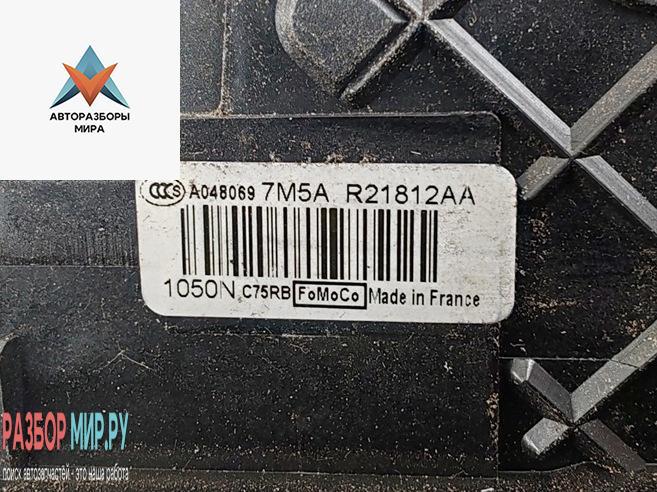 АВТОРАЗБОРЫ
МИРА
CCC S A048069 7M5A R21812AA
1050N C75RB FoMoCo Made in France
РАЗБОР МИР.РУ
поиск автозапчастей - это наша работа